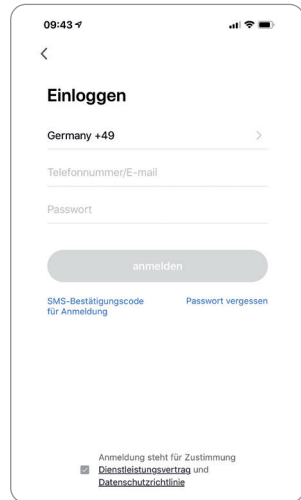 09:43
Einloggen
Germany +49
Telefonnummer/E-mail
Passwort
anmelden
SMS-Bestätigungscode
für Anmeldung
Passwort vergessen
Anmeldung steht für Zustimmung
Dienstleistungsvertrag und
Datenschutzrichtlinie